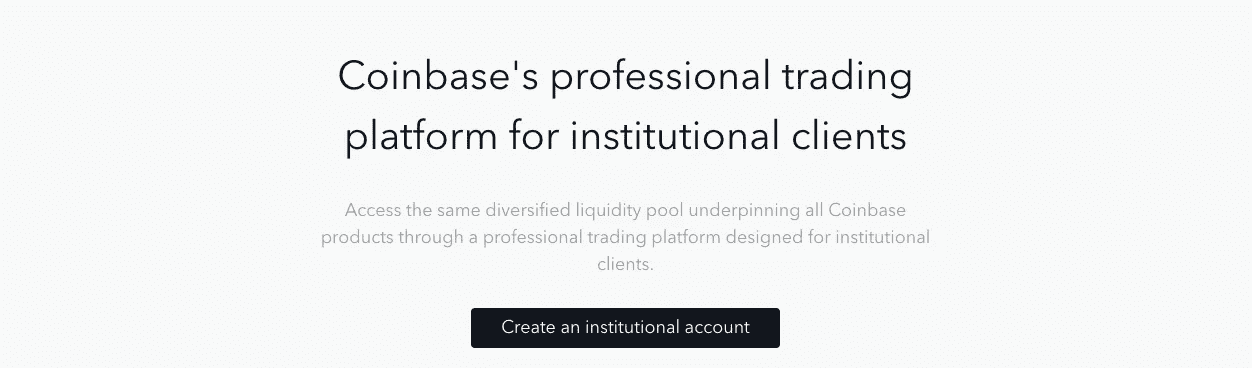 Coinbase's professional trading
platform for institutional clients
Access the same diversified liquidity pool underpinning all Coinbase
products through a professional trading platform designed for institutional
clients.
Create an institutional account